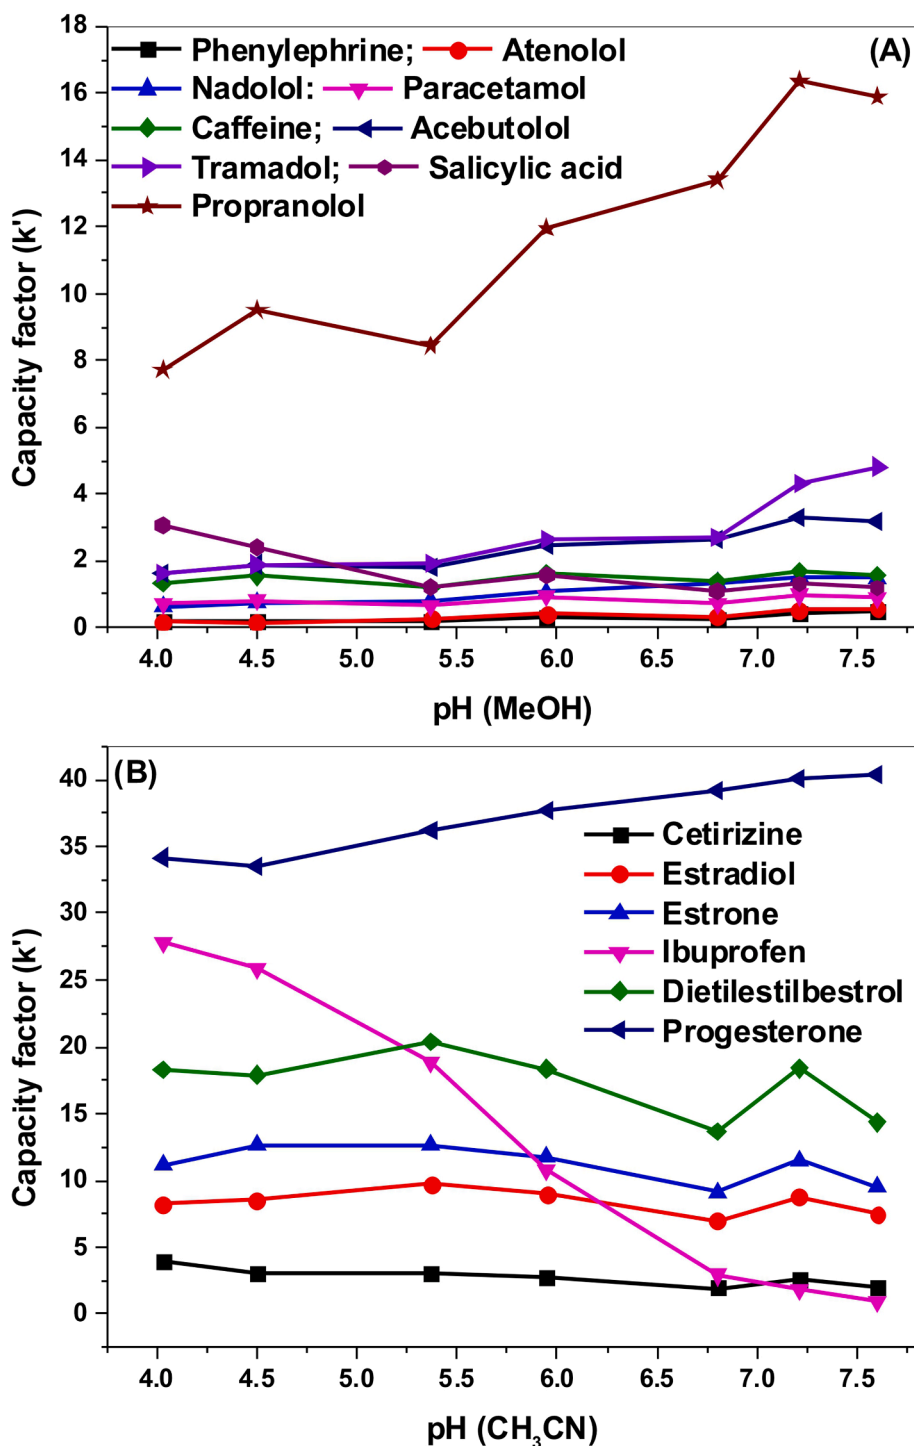 18
16
14
12
10
8
6
4
2
0
Capacity factor (k')
(A)
Phenylephrine; Atenolol
Nadolol: Paracetamol
Caffeine; Acebutolol
Tramadol; Salicylic acid
Propranolol
4.0 4.5 5.0 5.5 6.0 6.5 7.0 7.5
pH (MeOH)
40
35
30
25
20
15
10
5
0
Capacity factor (k')
(B)
Cetirizine
Estradiol
Estrone
Ibuprofen
Dietilestilbestrol
Progesterone
4.0 4.5 5.0 5.5 6.0 6.5 7.0 7.5
pH (CH₃CN)